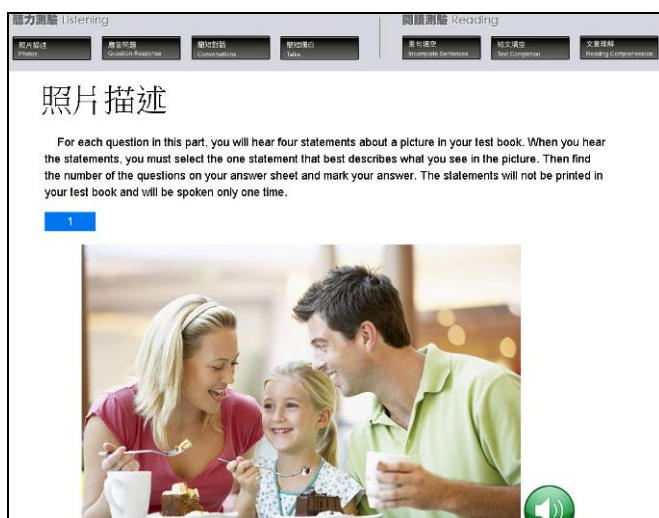 聽力測驗 Listening
閱讀測驗 Reading
照片描述
Photos
應答問題
Question-Response
簡短對話
Conversations
簡短獨白
Talks
單句填空
Incomplete Sentences
短文填空
Text Completion
文章理解
Reading Comprehension
照片描述
For each question in this part, you will hear four statements about a picture in your test book. When you hear
the statements, you must select the one statement that best describes what you see in the picture. Then find
the number of the questions on your answer sheet and mark your answer. The statements will not be printed in
your test book and will be spoken only one time.
1